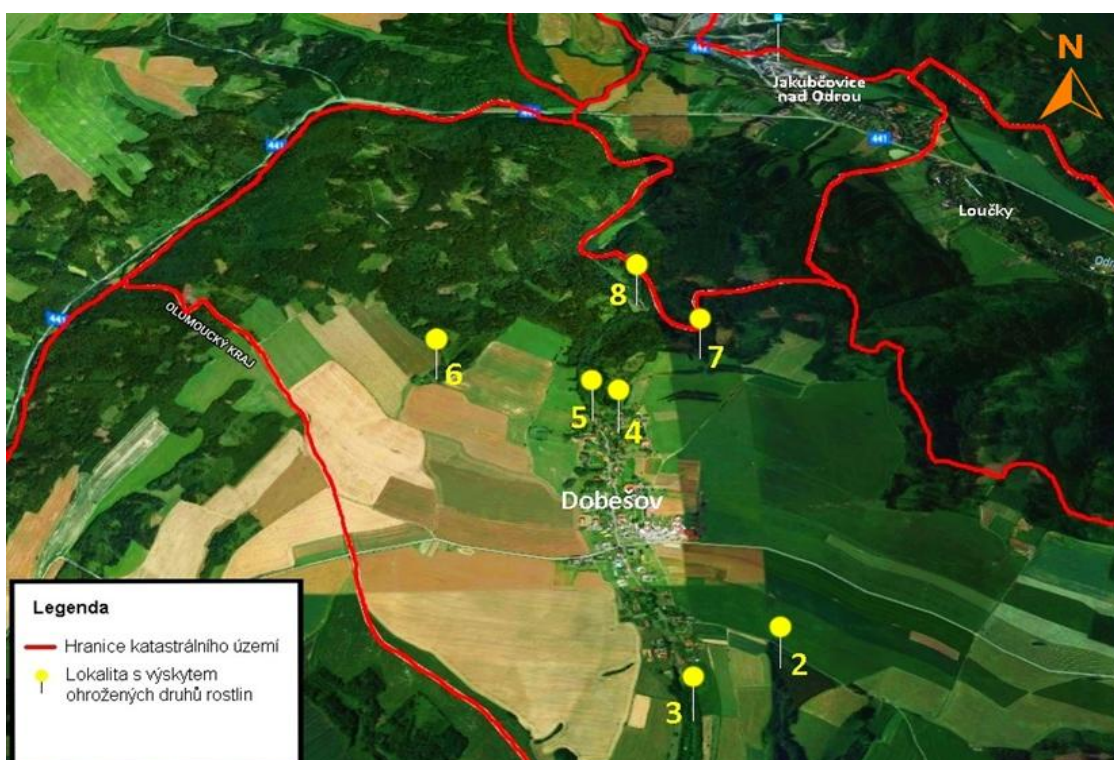 N
Jakubčovice
nad Odrou
441
441
441
Loučky
8
7
OLOMOUCKÝ KRAJ
441
6
5
4
Dobešov
2
3
Legenda
Hranice katastrálního území
Lokalita s výskytem
ohrožených druhů rostlin